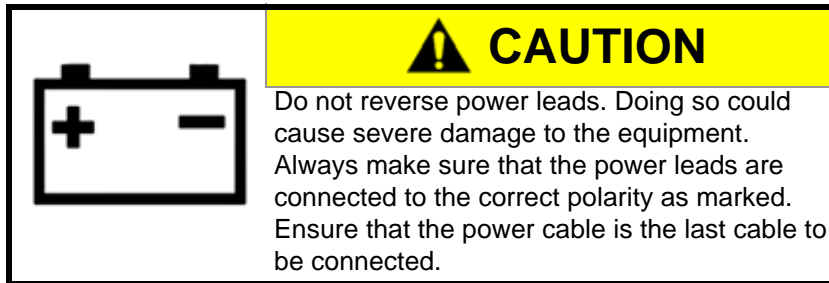 CAUTION
Do not reverse power leads. Doing so could
cause severe damage to the equipment.
Always make sure that the power leads are
connected to the correct polarity as marked.
Ensure that the power cable is the last cable to
be connected.